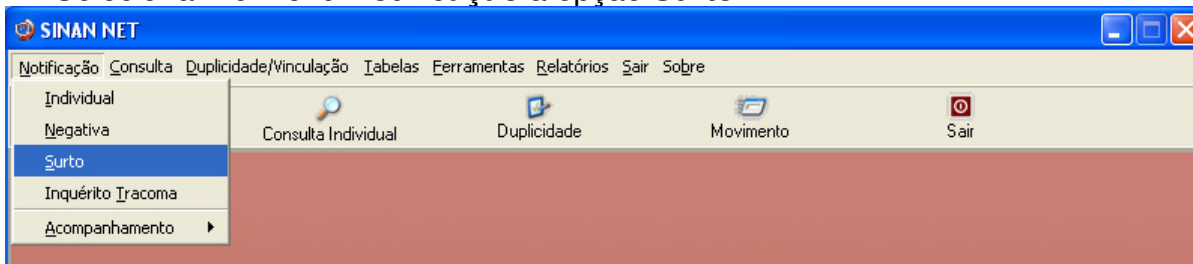 SINAN NET
Notificação Consulta Duplicidade/Vinculação Tabelas Ferramentas Relatórios Sair Sobre
Individual
Negativa
Surto
Inquérito Tracoma
Acompanhamento
Consulta Individual Duplicidade Movimento Sair